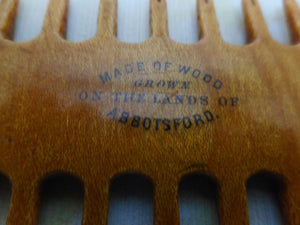 MADE OF WOOD
GROWN
ON THE LANDS OF
ABBOTSFORD.